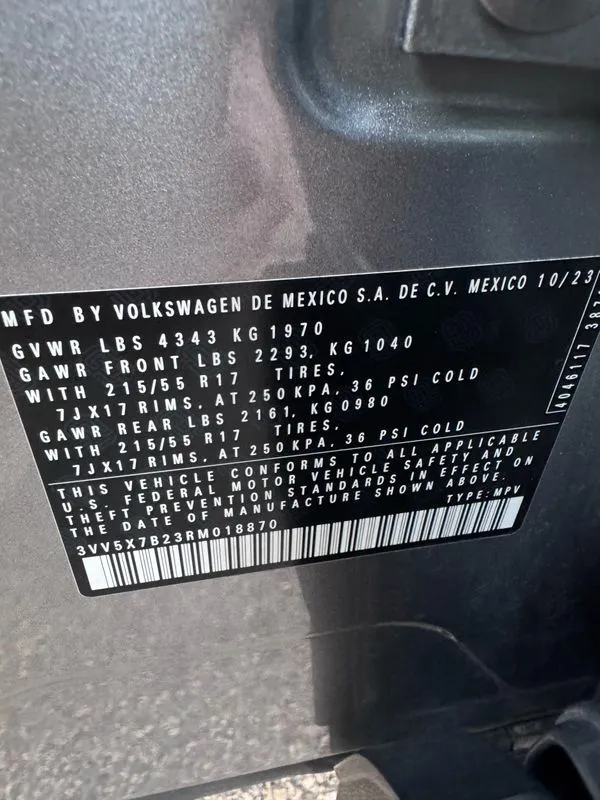 MFD BY VOLKSWAGEN DE MEXICO S.A. DE C.V. MEXICO 10/23
GVWR LBS 4343 KG 1970
GAWR FRONT LBS 2293, KG 1040
WITH 215/55 R17 TIRES,
7JX17 RIMS, AT 250 KPA, 36 PSI COLD
GAWR REAR LBS 2161, KG 0980
WITH 215/55 R17 TIRES,
7JX17 RIMS, AT 250 KPA, 36 PSI COLD
THIS VEHICLE CONFORMS TO ALL APPLICABLE
U.S. FEDERAL MOTOR VEHICLE SAFETY AND
THEFT PREVENTION STANDARDS IN EFFECT ON
THE DATE OF MANUFACTURE SHOWN ABOVE.
3VV5X7B23RM018870 TYPE: MPV
4046117 387